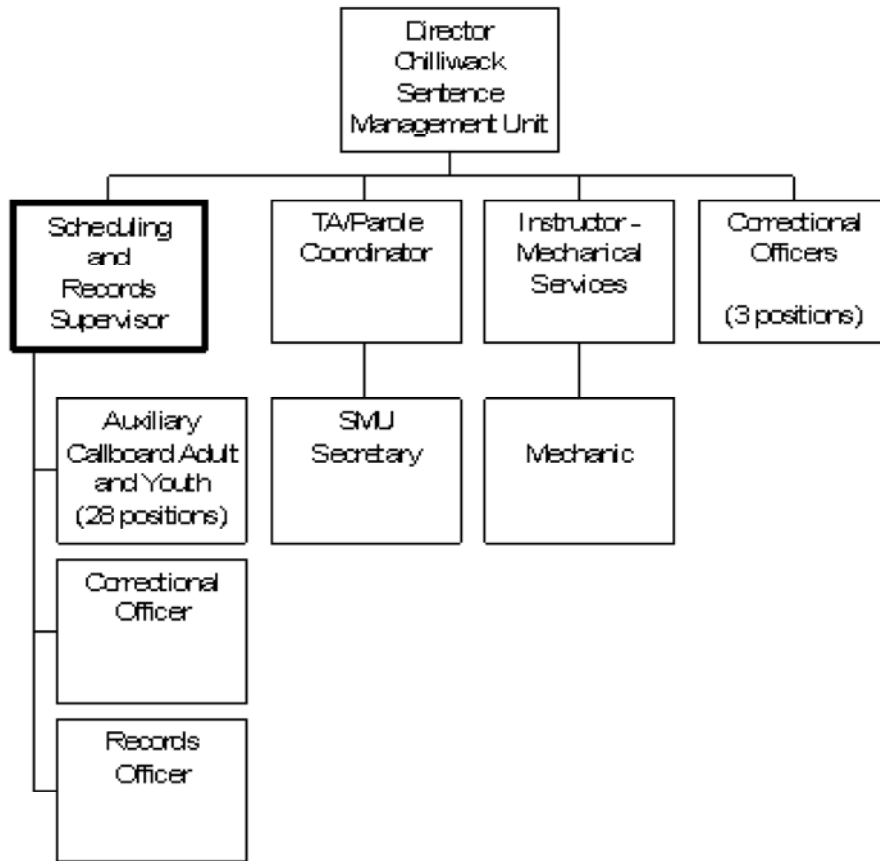 Director
Chilliwack
Sentence
Management Unit
Scheduling
and
Records
Supervisor
TA/Parole
Coordinator
Instructor -
Mechanical
Services
Correctional
Officers
(3 positions)
Auxiliary
Callboard Adult
and Youth
(28 positions)
SMU
Secretary
Mechanic
Correctional
Officer
Records
Officer